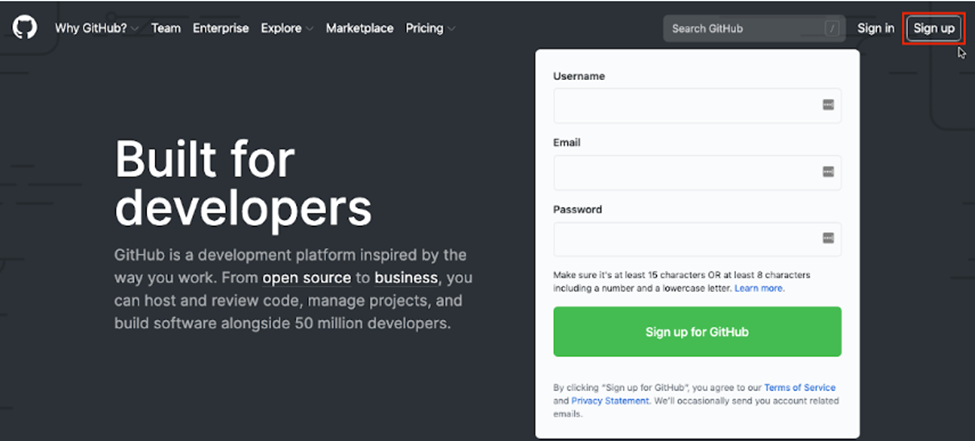 Why GitHub? Team Enterprise Explore Marketplace Pricing Search GitHub / Sign in Sign up
Built for
developers
GitHub is a development platform inspired by the
way you work. From open source to business, you
can host and review code, manage projects, and
build software alongside 50 million developers.
Username
Email
Password
Make sure it's at least 15 characters OR at least 8 characters
including a number and a lowercase letter. Learn more.
Sign up for GitHub
By clicking "Sign up for GitHub", you agree to our Terms of Service
and Privacy Statement. We'll occasionally send you account related
emails.